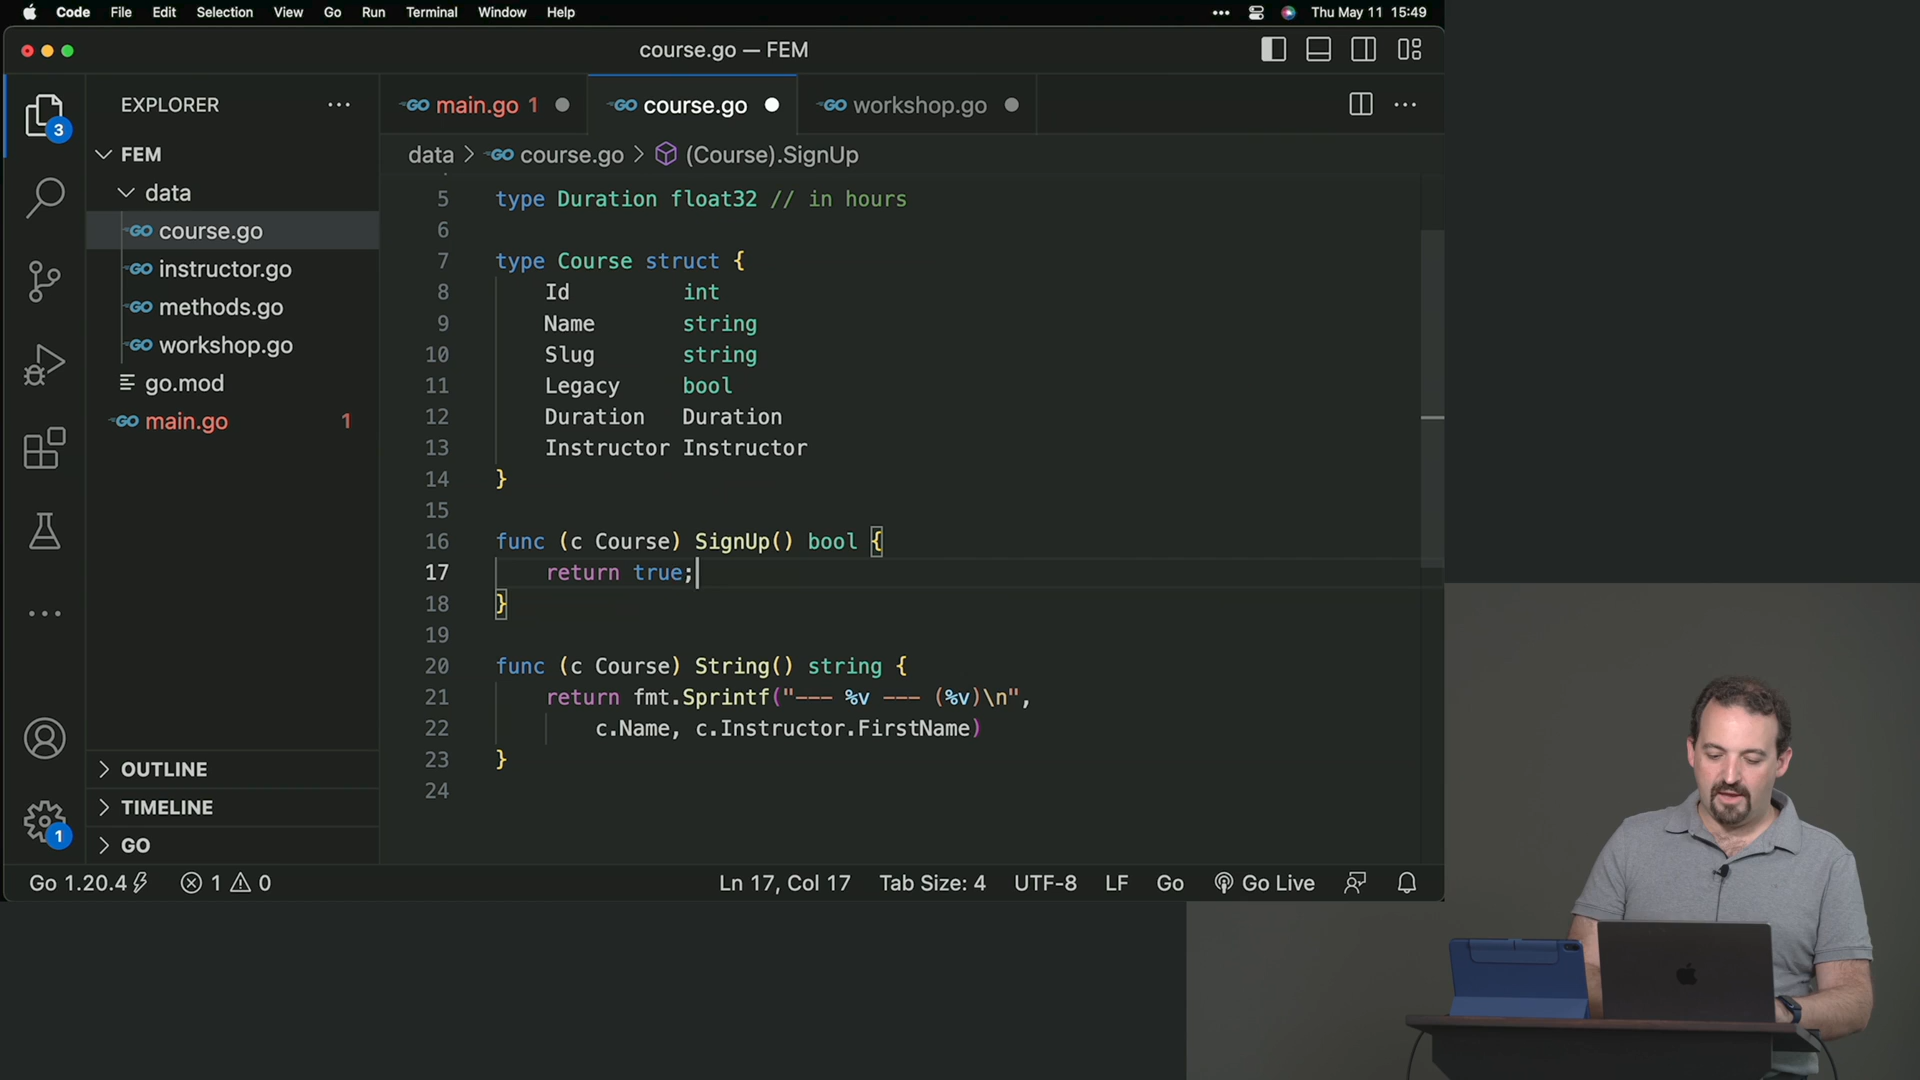 Code File Edit Selection View Go Run Terminal Window Help Thu May 11 15:49
course.go — FEM
3
EXPLORER
FEM
data
course.go
instructor.go
methods.go
workshop.go
go.mod
main.go 1
OUTLINE
TIMELINE
GO
1
main.go 1
course.go
workshop.go
data > course.go > (Course).SignUp
5 type Duration float32 // in hours
6
7 type Course struct {
8 Id int
9 Name string
10 Slug string
11 Legacy bool
12 Duration Duration
13 Instructor Instructor
14 }
15
16 func (c Course) SignUp() bool {
17 return true;
18 }
19
20 func (c Course) String() string {
21 return fmt.Sprintf("--- %v --- (%v)\n",
22 c.Name, c.Instructor.FirstName)
23 }
24
Go 1.20.4 1 0 Ln 17, Col 17 Tab Size: 4 UTF-8 LF Go Go Live